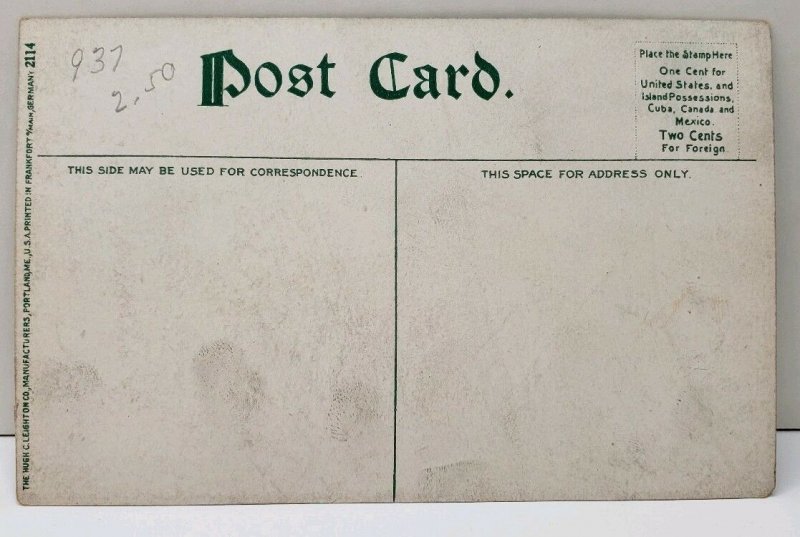 937
2.50
Post Card.
Place the Stamp Here
One Cent for
United States, and
Island Possessions,
Cuba, Canada and
Mexico.
Two Cents
For Foreign
THIS SIDE MAY BE USED FOR CORRESPONDENCE.
THIS SPACE FOR ADDRESS ONLY.
THE HUGH C. LEIGHTON CO., MANUFACTURERS, PORTLAND, ME., U.S.A. PRINTED IN FRANKFORT o/MAIN, GERMANY. 2114